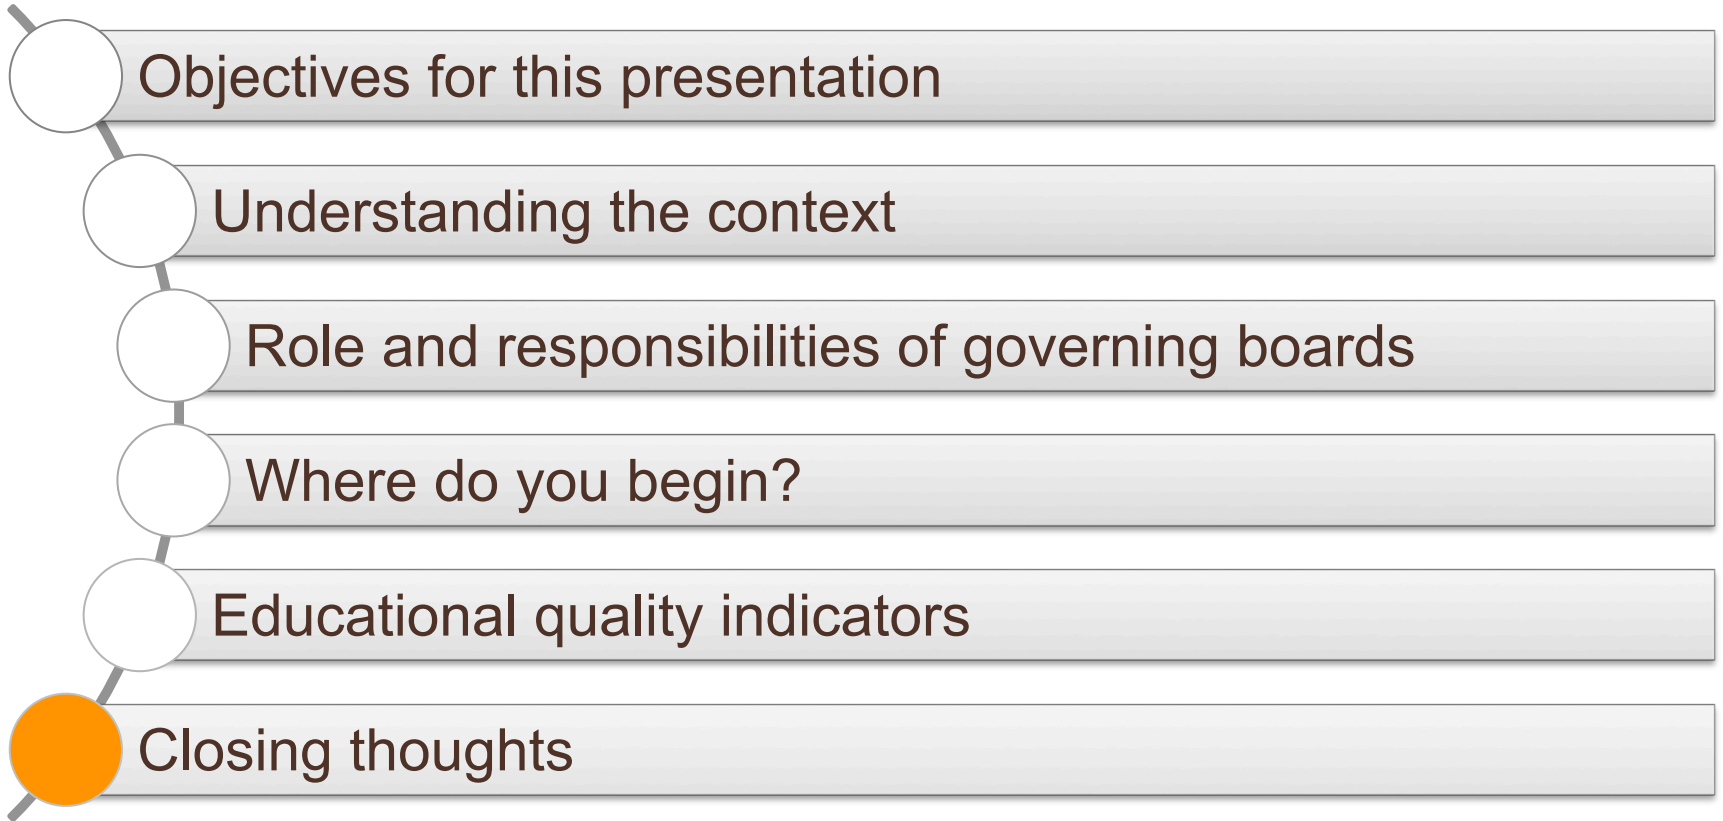 Objectives for this presentation
Understanding the context
Role and responsibilities of governing boards
Where do you begin?
Educational quality indicators
Closing thoughts